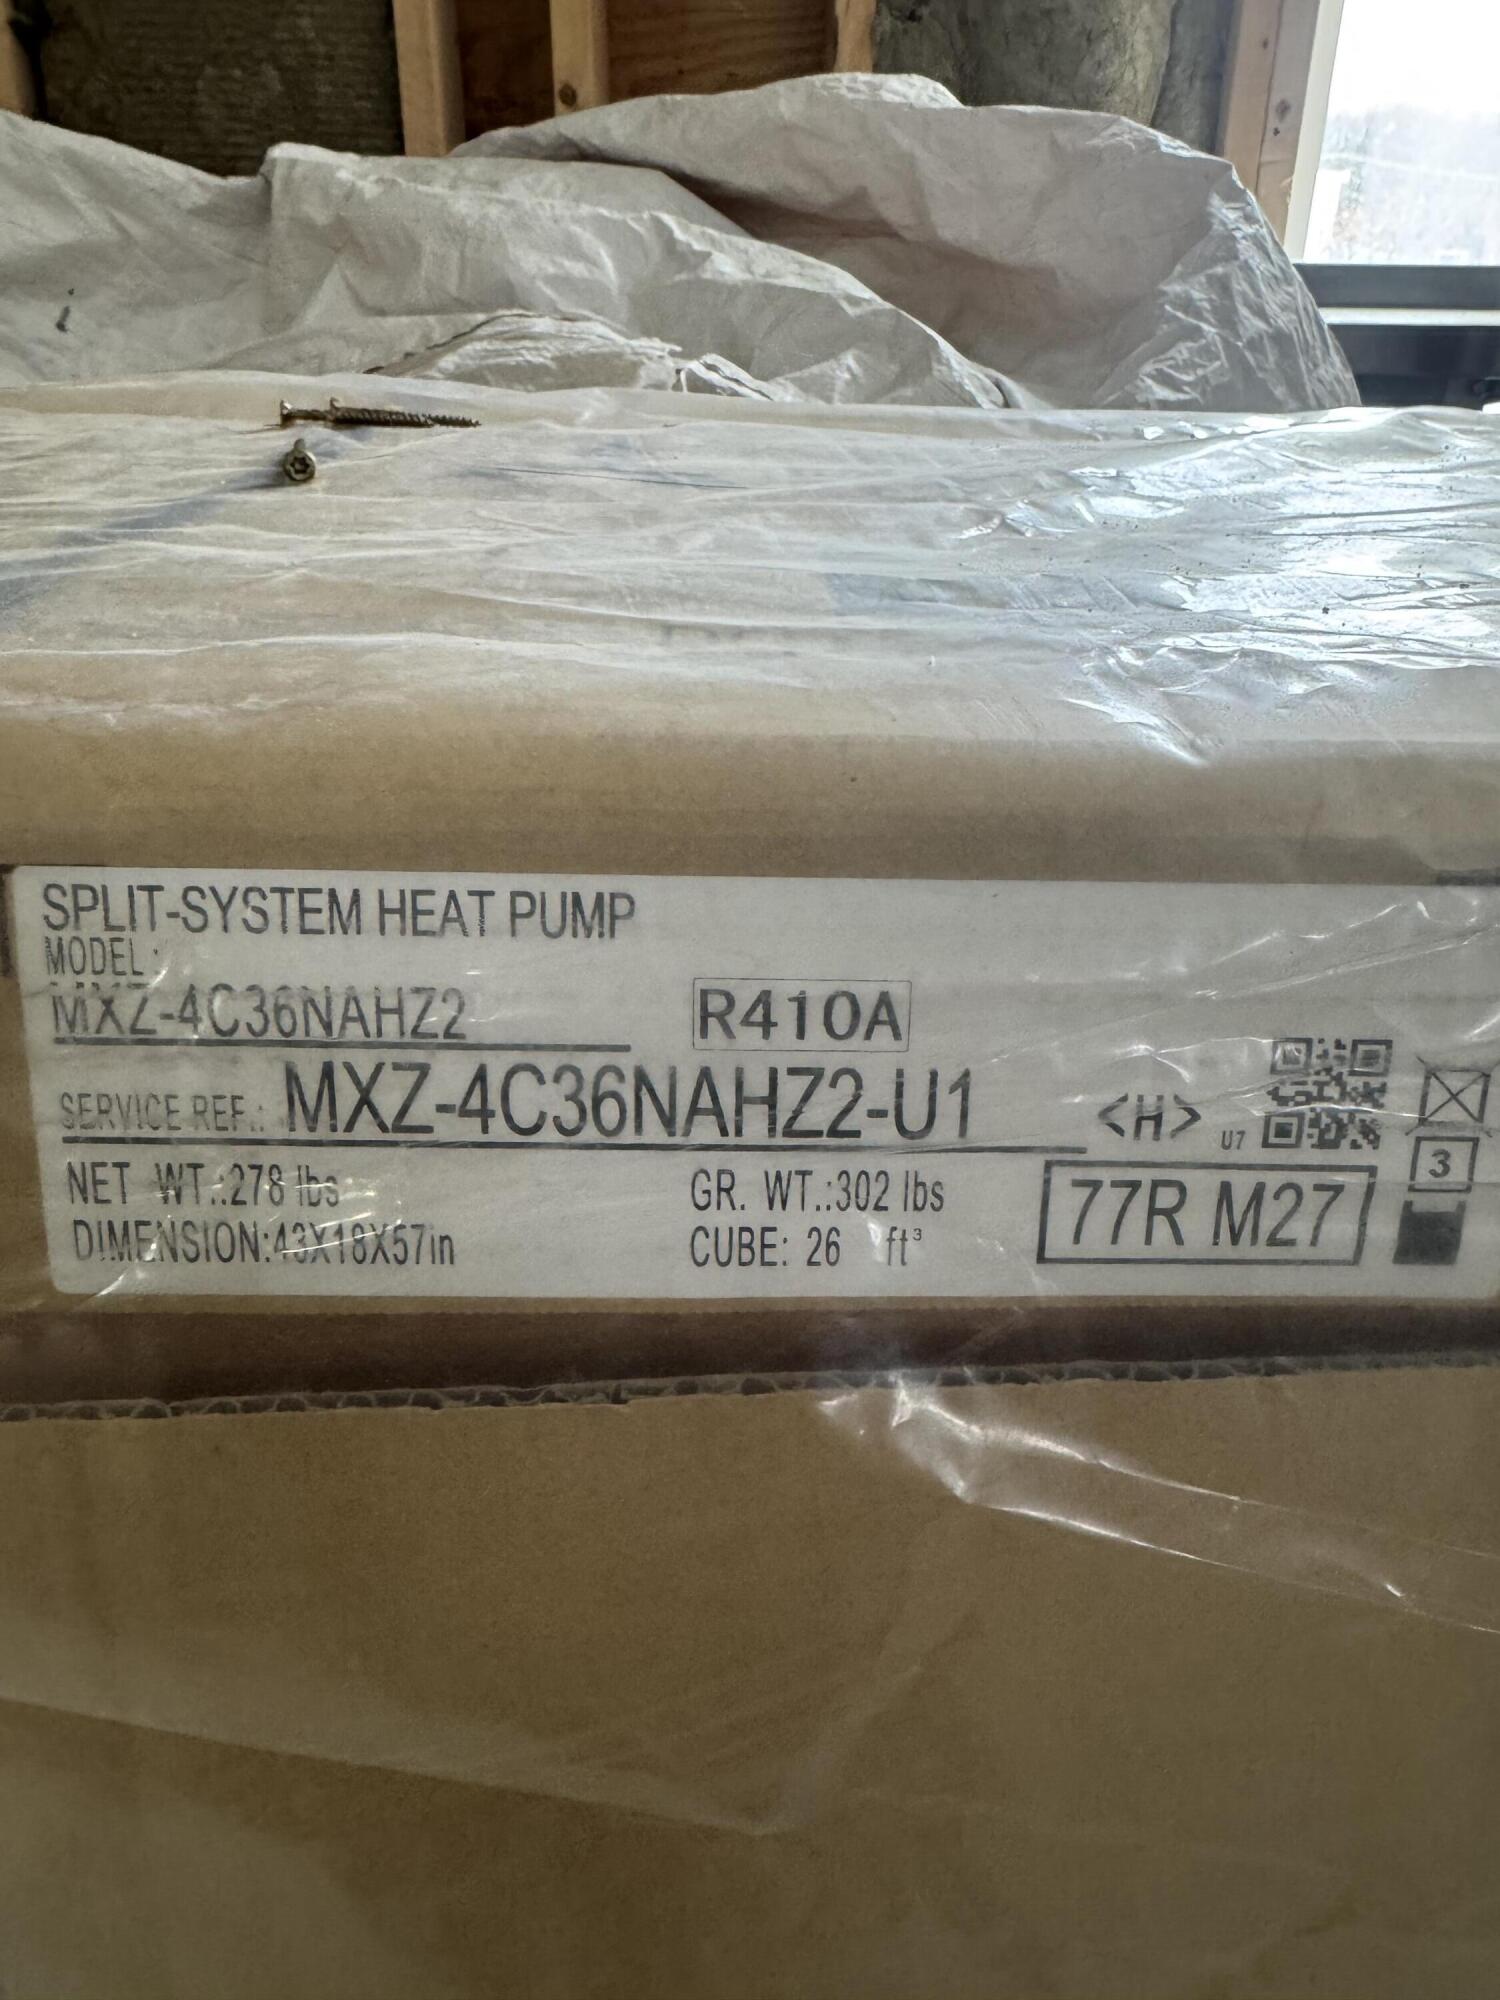 SPLIT-SYSTEM HEAT PUMP
MODEL:
MXZ-4C36NAHZ2
R410A
SERVICE REF.: MXZ-4C36NAHZ2-U1
<H> U7
3
NET WT.:278 lbs GR. WT.:302 lbs
77R M27
DIMENSION:43X18X57in CUBE: 26 ft³